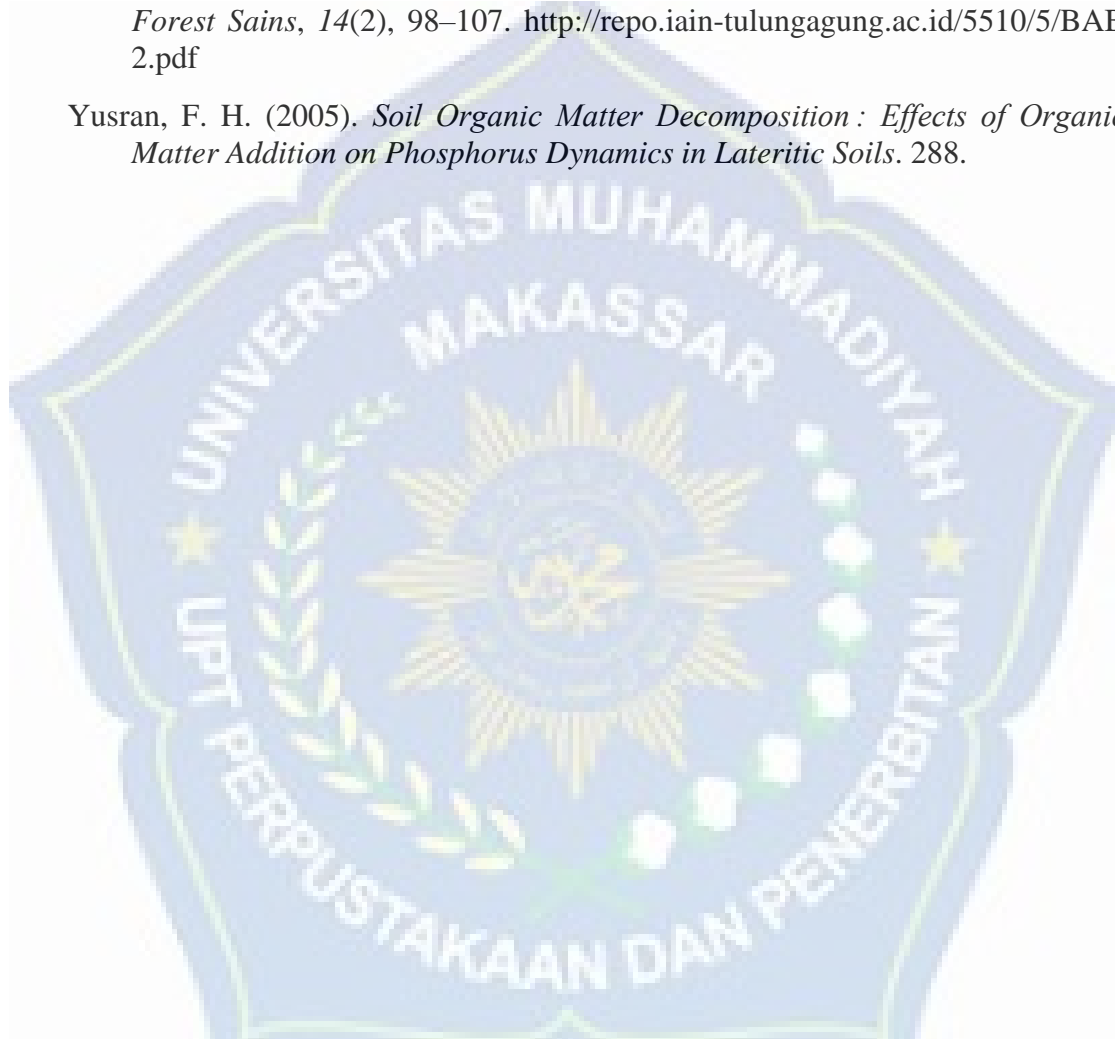 Forest Sains, 14(2), 98–107. http://repo.iain-tulungagung.ac.id/5510/5/BAB
2.pdf
Yusran, F. H. (2005). Soil Organic Matter Decomposition : Effects of Organic
Matter Addition on Phosphorus Dynamics in Lateritic Soils. 288.
UNIVERSITAS MUHAMMADIYAH
MAKASSAR
UPT PERPUSTAKAAN DAN PENERBITAN